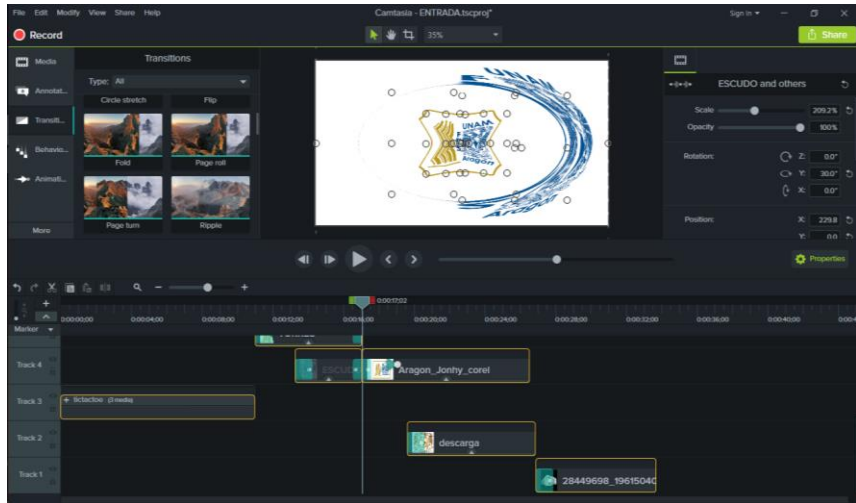 File Edit Modify View Share Help
Camtasia - ENTRADA.tscproj*
Sign In
Record
35%
Share
Media
Annotat...
Transiti...
Behavio...
Animati...
More
Transitions
Type: All
Circle stretch
Flip
Fold
Page roll
Page turn
Ripple
UNAM
Aragón
ESCUDO and others
Scale
209.2%
Opacity
100%
Rotation:
Z: 0.0°
Y: 30.0°
X: 0.0°
Position:
X: 229.8
Y: 0.0
Properties
0:00:17;02
0:00:00;00 0:00:04;00 0:00:08;00 0:00:12;00 0:00:16;00 0:00:20;00 0:00:24;00 0:00:28;00 0:00:32;00 0:00:36;00 0:00:40;00
Marker
Track 4
ESCUD
Aragon_Jonhy_corel
Track 3
Track 2
descarga
Track 1
28449698_1961504